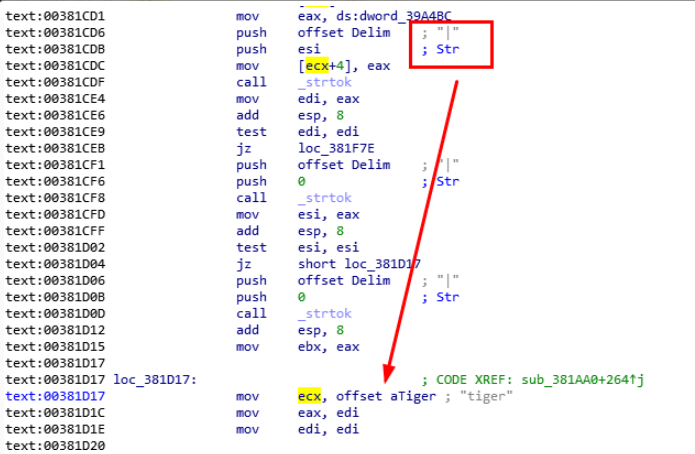 text:00381CD1 mov eax, ds:dword_39A4BC
text:00381CD6 push offset Delim ; "|"
text:00381CDB push esi ; Str
text:00381CDC mov [ecx+4], eax
text:00381CDF call _strtok
text:00381CE4 mov edi, eax
text:00381CE6 add esp, 8
text:00381CE9 test edi, edi
text:00381CEB jz loc_381F7E
text:00381CF1 push offset Delim ; "|"
text:00381CF6 push 0 ; Str
text:00381CF8 call _strtok
text:00381CFD mov esi, eax
text:00381CFF add esp, 8
text:00381D02 test esi, esi
text:00381D04 jz short loc_381D17
text:00381D06 push offset Delim ; "|"
text:00381D0B push 0 ; Str
text:00381D0D call _strtok
text:00381D12 add esp, 8
text:00381D15 mov ebx, eax
text:00381D17
text:00381D17 loc_381D17: ; CODE XREF: sub_381AA0+264↑j
text:00381D17 mov ecx, offset aTiger ; "tiger"
text:00381D1C mov eax, edi
text:00381D1E mov edi, edi
text:00381D20